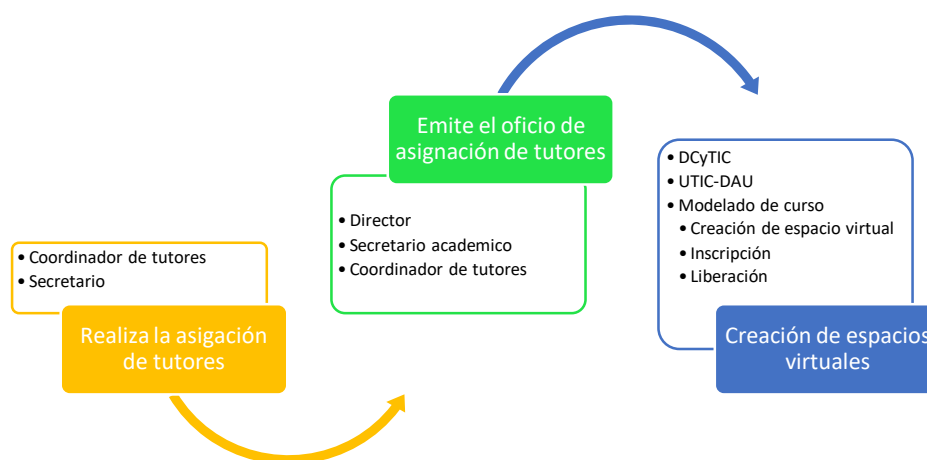 • Coordinador de tutores
• Secretario
Realiza la asigación
de tutores
Emite el oficio de
asignación de tutores
• Director
• Secretario academico
• Coordinador de tutores
• DCyTIC
• UTIC-DAU
• Modelado de curso
• Creación de espacio virtual
• Inscripción
• Liberación
Creación de espacios
virtuales